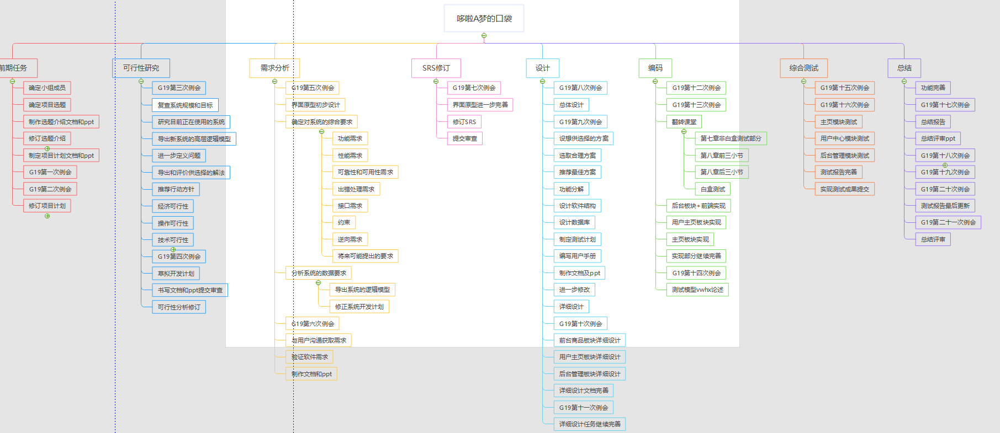 哆啦A梦的口袋
前期任务
确定小组成员
确定项目选题
制作选题介绍文档和ppt
修订选题介绍
制定项目计划文档和ppt
G19第一次例会
G19第二次例会
修订项目计划
可行性研究
G19第三次例会
复查系统规模和目标
研究目前正在使用的系统
导出新系统的高层逻辑模型
进一步定义问题
导出和评价供选择的解法
推荐行动方针
经济可行性
操作可行性
技术可行性
G19第四次例会
草拟开发计划
书写文档和ppt提交审查
可行性分析修订
需求分析
G19第五次例会
界面原型初步设计
确定对系统的综合要求
功能需求
性能需求
可靠性和可用性需求
出错处理需求
接口需求
约束
逆向需求
将来可能提出的要求
分析系统的数据要求
导出系统的逻辑模型
修正系统开发计划
G19第六次例会
与用户沟通获取需求
验证软件需求
制作文档和ppt
SRS修订
G19第七次例会
界面原型进一步完善
修订SRS
提交审查
设计
G19第八次例会
总体设计
G19第九次例会
设想供选择的方案
选取合理方案
推荐最佳方案
功能分解
设计软件结构
设计数据库
制定测试计划
编写用户手册
制作文档及ppt
进一步修改
详细设计
G19第十次例会
前台商品板块详细设计
用户主页板块详细设计
后台管理板块详细设计
详细设计文档完善
G19第十一次例会
详细设计任务继续完善
编码
G19第十二次例会
G19第十三次例会
翻转课堂
第七章非白盒测试部分
第八章前三小节
第八章后三小节
白盒测试
后台板块+前端实现
用户主页板块实现
主页板块实现
实现部分继续完善
G19第十四次例会
测试模型vwhx论述
综合测试
G19第十五次例会
G19第十六次例会
主页模块测试
用户中心模块测试
后台管理模块测试
测试报告完善
实现测试成果提交
总结
功能完善
G19第十七次例会
总结报告
总结评审ppt
G19第十八次例会
G19第十九次例会
G19第二十次例会
测试报告最后更新
G19第二十一次例会
总结评审